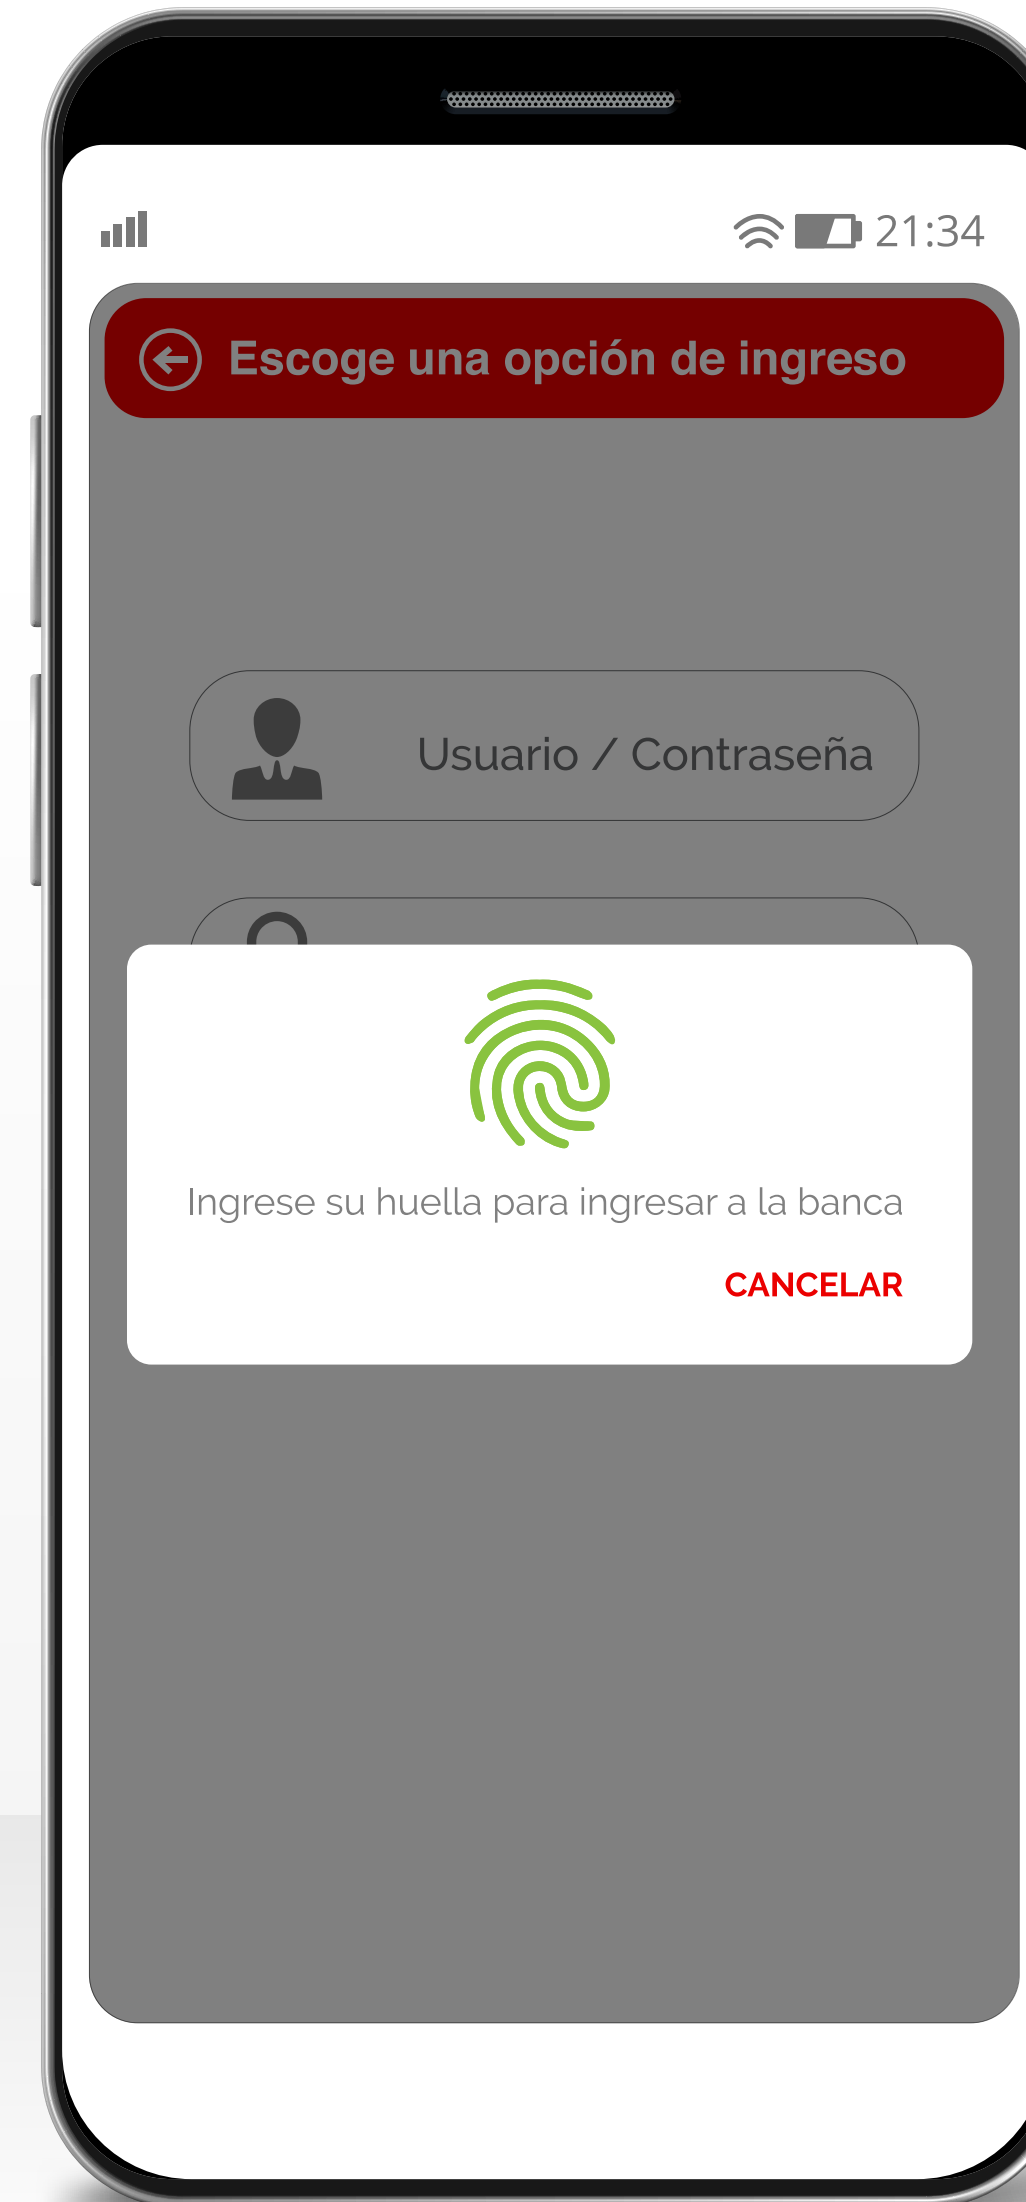 21:34
Escoge una opción de ingreso
Usuario / Contraseña
Ingrese su huella para ingresar a la banca
CANCELAR